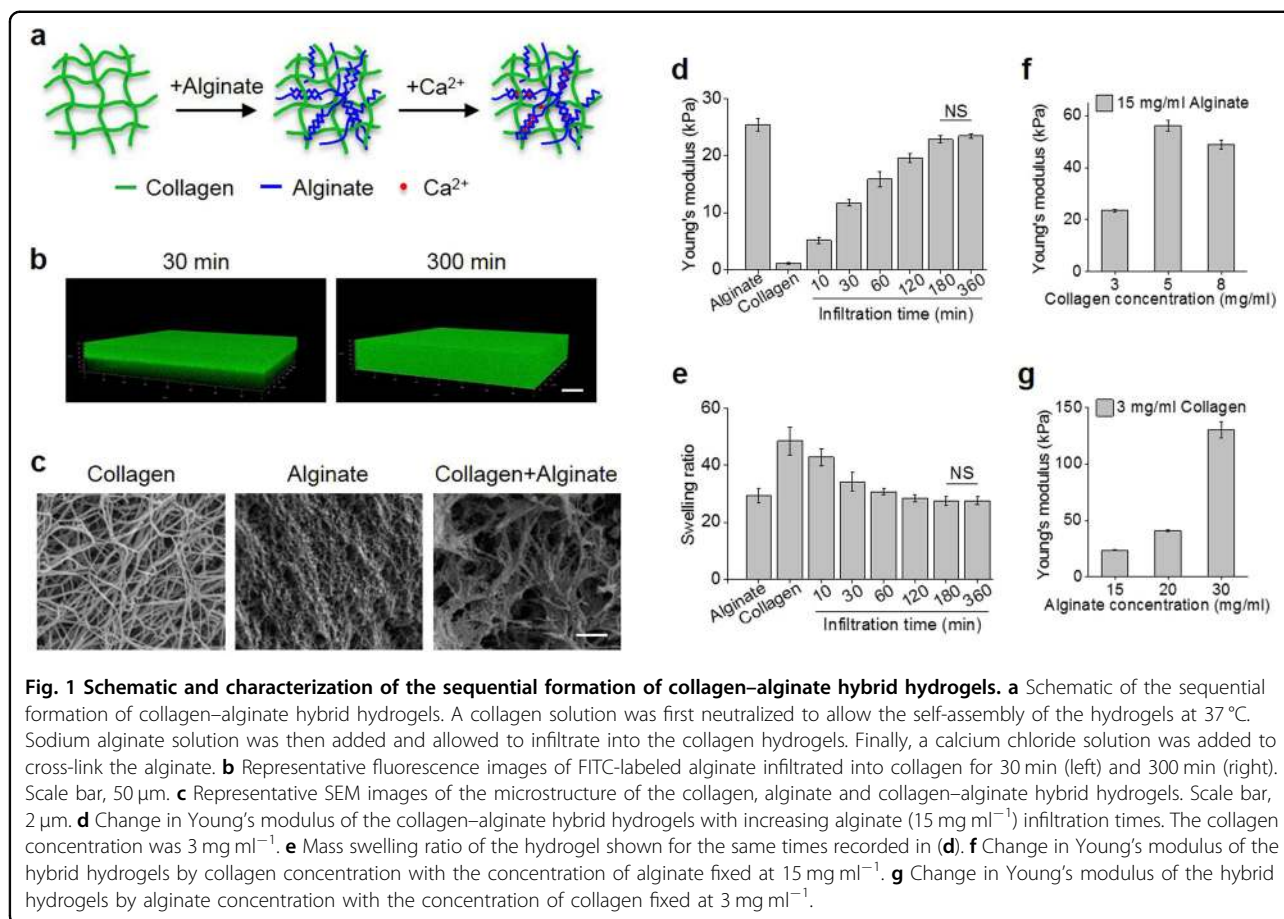 a
+Alginate
+Ca²⁺
Collagen Alginate Ca²⁺
b
30 min 300 min
c
Collagen Alginate Collagen+Alginate
d
Young's modulus (kPa)
30
20
10
0
NS
Alginate Collagen 10 30 60 120 180 360
Infiltration time (min)
e
Swelling ratio
60
40
20
0
NS
Alginate Collagen 10 30 60 120 180 360
Infiltration time (min)
f
Young's modulus (kPa)
15 mg/ml Alginate
60
40
20
0
3 5 8
Collagen concentration (mg/ml)
g
Young's modulus (kPa)
3 mg/ml Collagen
150
100
50
0
15 20 30
Alginate concentration (mg/ml)
Fig. 1 Schematic and characterization of the sequential formation of collagen–alginate hybrid hydrogels. a Schematic of the sequential
formation of collagen–alginate hybrid hydrogels. A collagen solution was first neutralized to allow the self-assembly of the hydrogels at 37 °C.
Sodium alginate solution was then added and allowed to infiltrate into the collagen hydrogels. Finally, a calcium chloride solution was added to
cross-link the alginate. b Representative fluorescence images of FITC-labeled alginate infiltrated into collagen for 30 min (left) and 300 min (right).
Scale bar, 50 μm. c Representative SEM images of the microstructure of the collagen, alginate and collagen–alginate hybrid hydrogels. Scale bar,
2 μm. d Change in Young's modulus of the collagen–alginate hybrid hydrogels with increasing alginate (15 mg ml⁻¹) infiltration times. The collagen
concentration was 3 mg ml⁻¹. e Mass swelling ratio of the hydrogel shown for the same times recorded in (d). f Change in Young's modulus of the
hybrid hydrogels by collagen concentration with the concentration of alginate fixed at 15 mg ml⁻¹. g Change in Young's modulus of the hybrid
hydrogels by alginate concentration with the concentration of collagen fixed at 3 mg ml⁻¹.